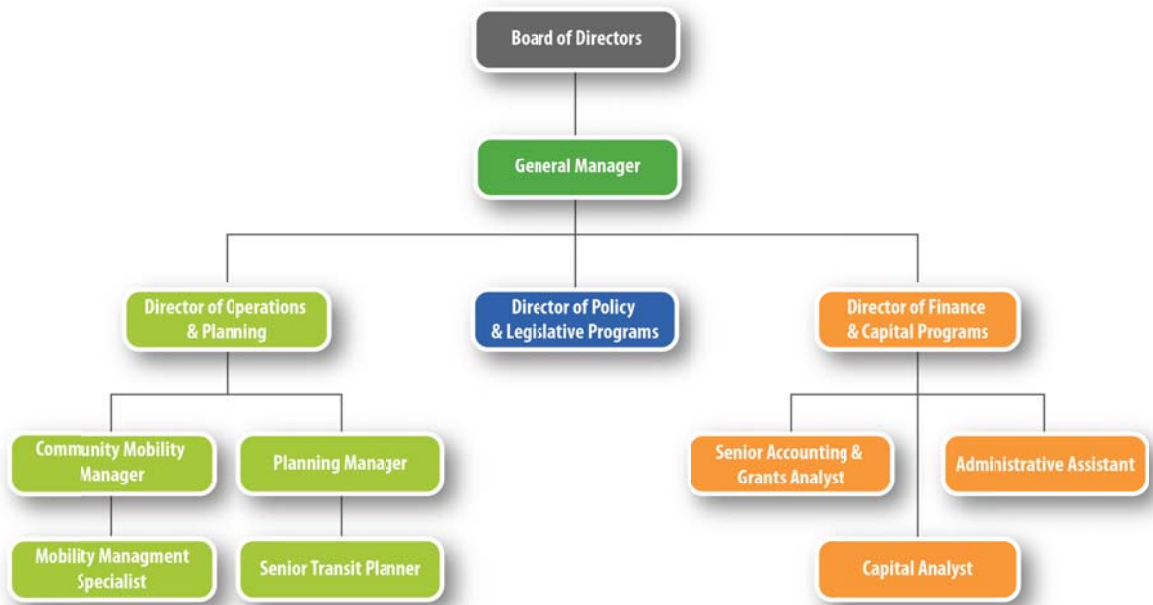 Board of Directors
General Manager
Director of Operations
& Planning
Director of Policy
& Legislative Programs
Director of Finance
& Capital Programs
Community Mobility
Manager
Planning Manager
Senior Accounting &
Grants Analyst
Administrative Assistant
Mobility Managment
Specialist
Senior Transit Planner
Capital Analyst